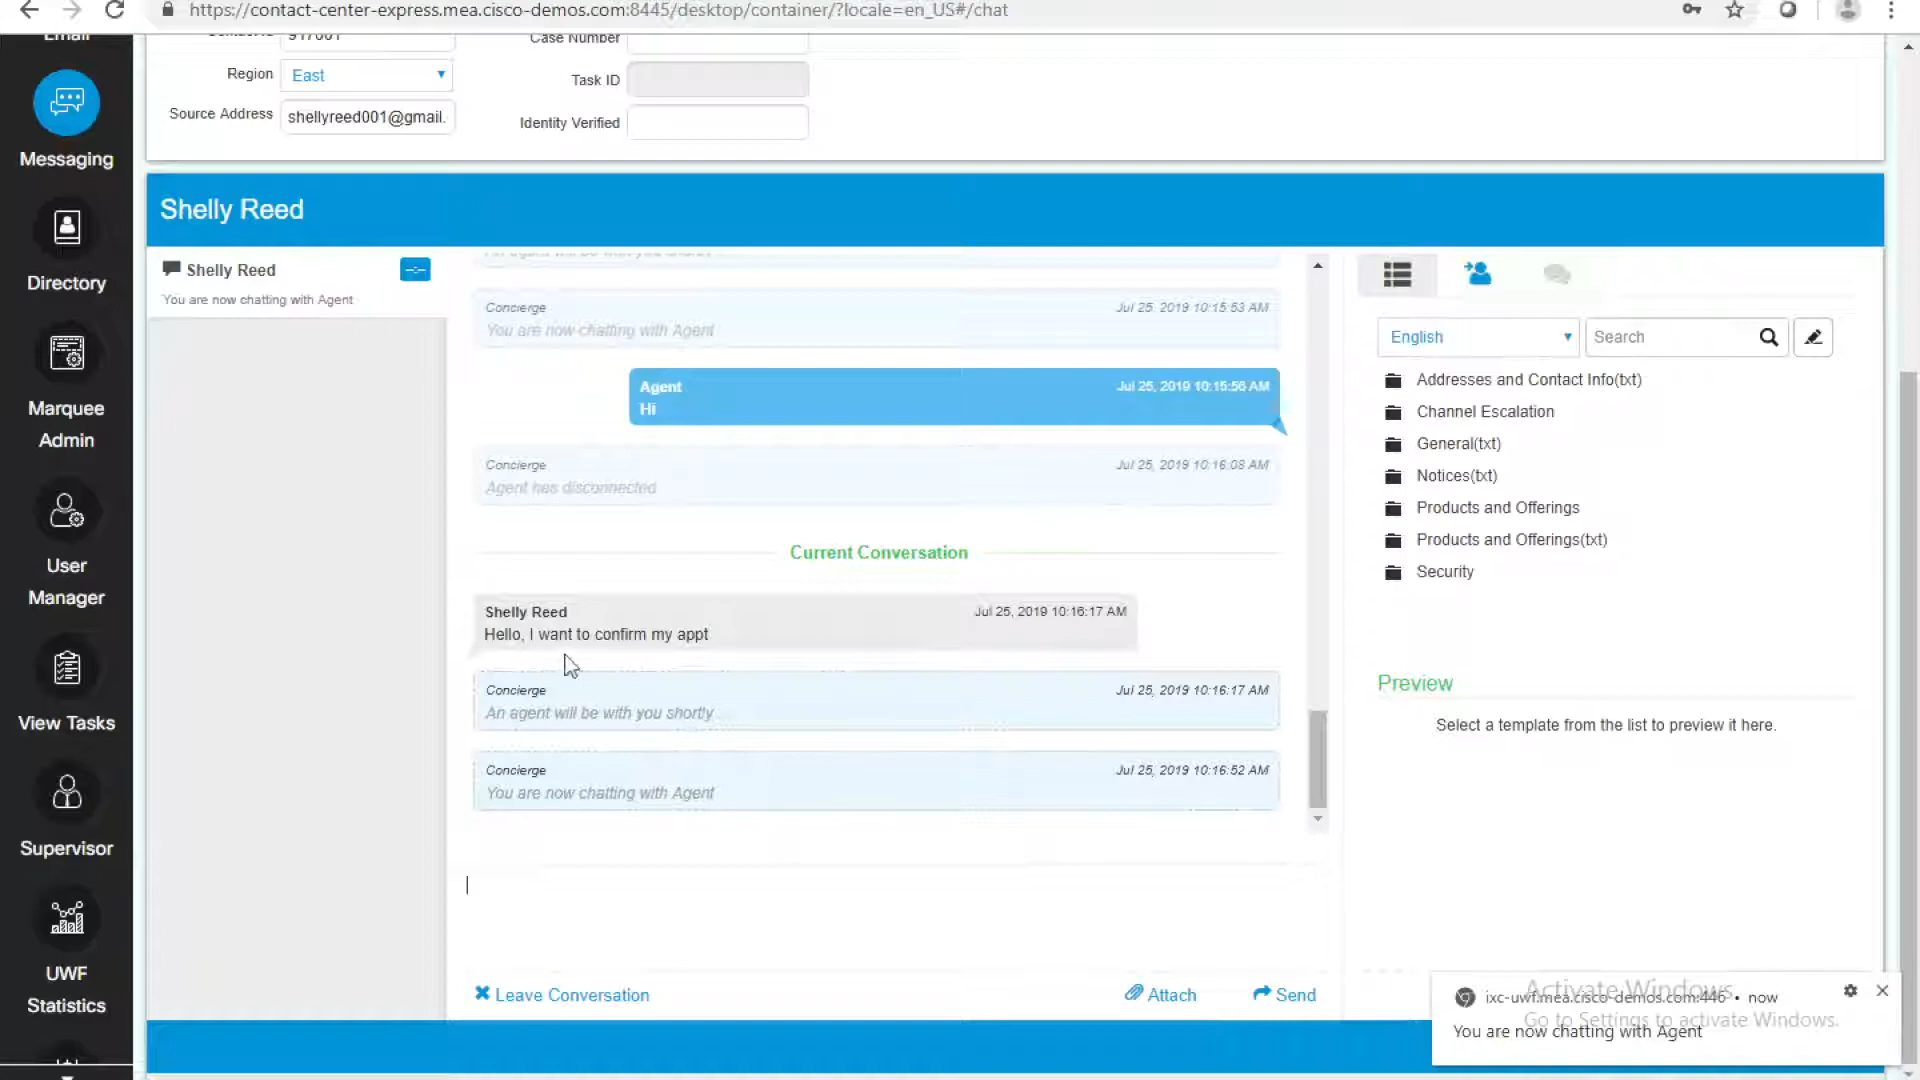 https://contact-center-express.mea.cisco-demos.com:8445/desktop/container/?locale=en_US#/chat
Email
Messaging
Directory
Marquee
Admin
User
Manager
View Tasks
Supervisor
UWF
Statistics
917001
Case Number
Region
East
Task ID
Source Address
shellyreed001@gmail.
Identity Verified
Shelly Reed
Shelly Reed
You are now chatting with Agent
An agent will be with you shortly
Concierge
Jul 25, 2019 10:15:53 AM
You are now chatting with Agent
Agent
Jul 25, 2019 10:15:56 AM
Hi
Concierge
Jul 25, 2019 10:16:08 AM
Agent has disconnected
Current Conversation
Shelly Reed
Jul 25, 2019 10:16:17 AM
Hello, I want to confirm my appt
Concierge
Jul 25, 2019 10:16:17 AM
An agent will be with you shortly...
Concierge
Jul 25, 2019 10:16:52 AM
You are now chatting with Agent
Leave Conversation
Attach
Send
English
Search
Addresses and Contact Info(txt)
Channel Escalation
General(txt)
Notices(txt)
Products and Offerings
Products and Offerings(txt)
Security
Preview
Select a template from the list to preview it here.
Activate Windows
Go to Settings to activate Windows.
ixc-uwf.mea.cisco-demos.com:446 • now
You are now chatting with Agent